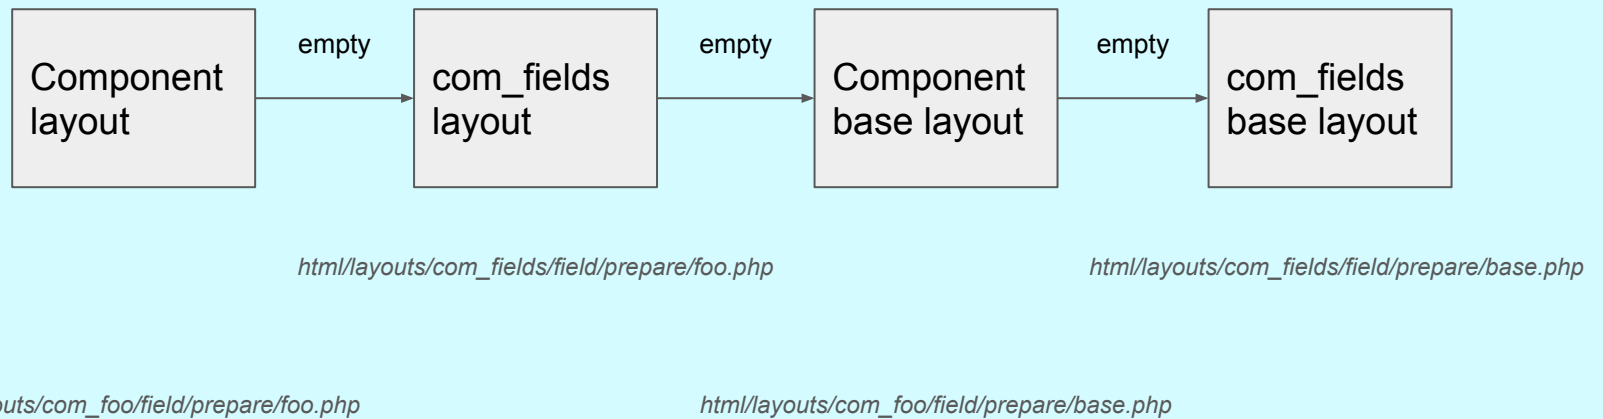 empty
empty
empty
Component
layout
com_fields
layout
Component
base layout
com_fields
base layout
html/layouts/com_fields/field/prepare/foo.php
html/layouts/com_fields/field/prepare/base.php
outs/com_foo/field/prepare/foo.php
html/layouts/com_foo/field/prepare/base.php